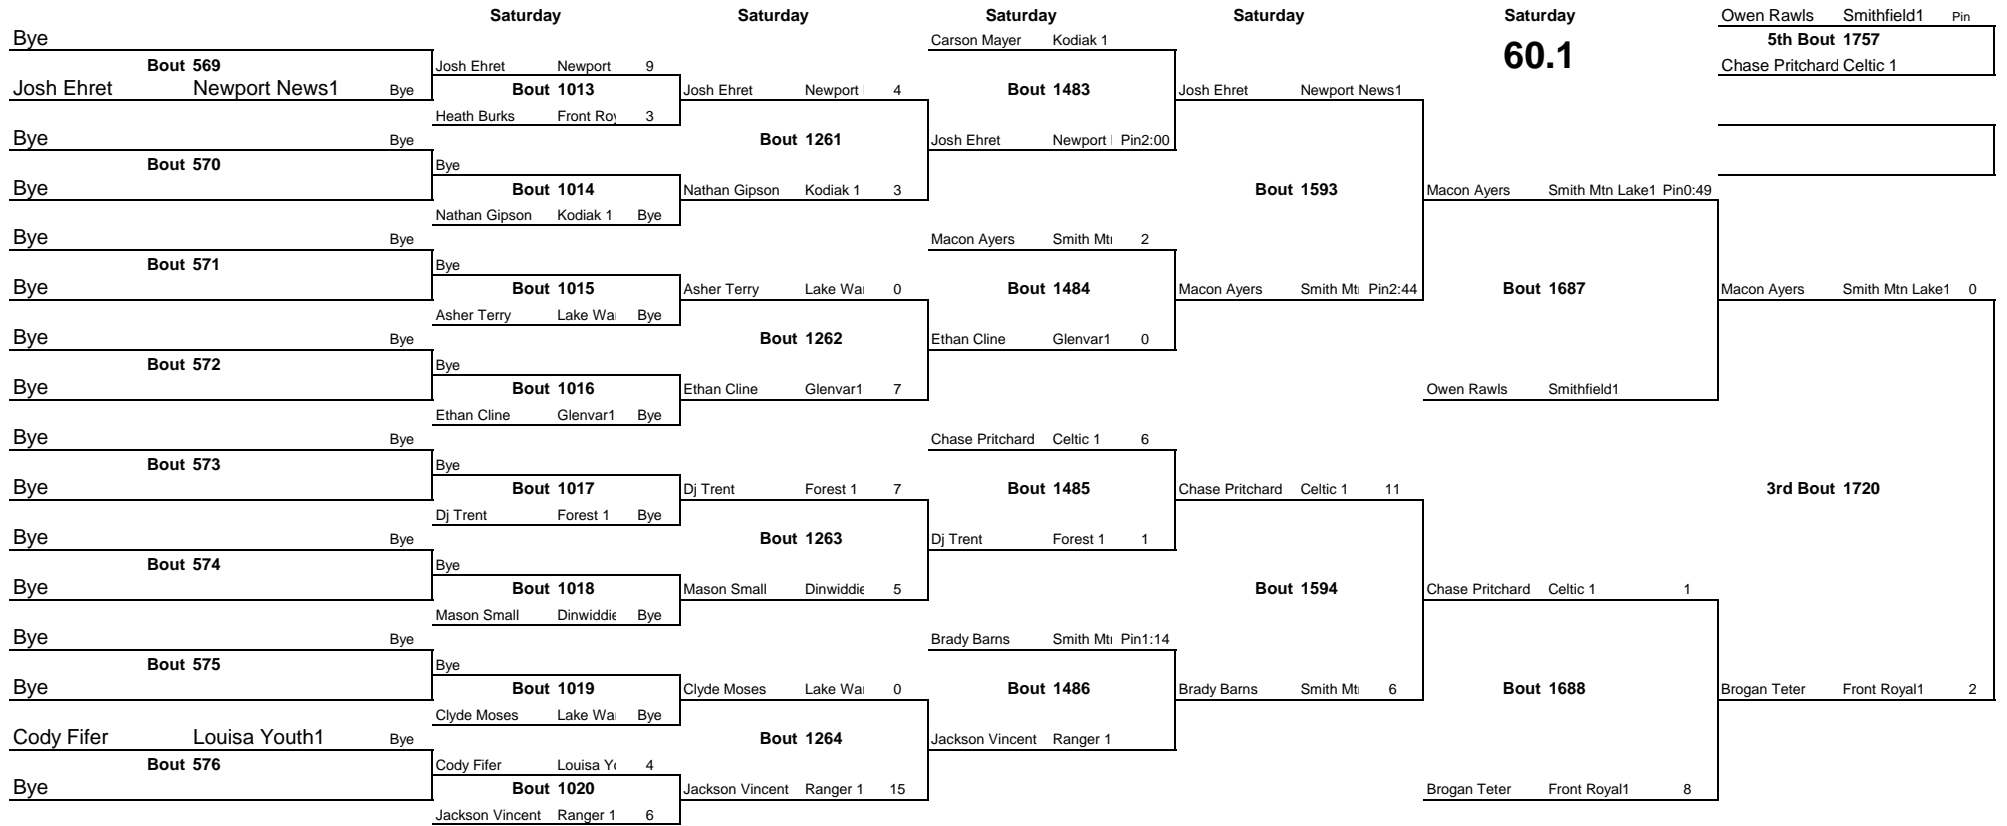 Saturday Saturday Saturday Saturday Saturday Owen Rawls Smithfield1 Pin
Bye Carson Mayer Kodiak 1 60.1 5th Bout 1757
Bout 569 Josh Ehret Newport 9 Chase Pritchard Celtic 1
Josh Ehret Newport News1 Bye Bout 1013 Josh Ehret Newport 4 Bout 1483 Josh Ehret Newport News1
Heath Burks Front Roy 3
Bye Bye Bout 1261 Josh Ehret Newport Pin2:00
Bout 570 Bye
Bye Bout 1014 Nathan Gipson Kodiak 1 3 Bout 1593 Macon Ayers Smith Mtn Lake1 Pin0:49
Nathan Gipson Kodiak 1 Bye
Bye Bye Macon Ayers Smith Mt 2
Bout 571 Bye
Bye Bout 1015 Asher Terry Lake Wa 0 Bout 1484 Macon Ayers Smith Mt Pin2:44 Bout 1687 Macon Ayers Smith Mtn Lake1 0
Asher Terry Lake Wa Bye
Bye Bye Bout 1262 Ethan Cline Glenvar1 0
Bout 572 Bye
Bye Bout 1016 Ethan Cline Glenvar1 7 Owen Rawls Smithfield1
Ethan Cline Glenvar1 Bye
Bye Bye Chase Pritchard Celtic 1 6
Bout 573 Bye
Bye Bout 1017 Dj Trent Forest 1 7 Bout 1485 Chase Pritchard Celtic 1 11 3rd Bout 1720
Dj Trent Forest 1 Bye
Bye Bye Bout 1263 Dj Trent Forest 1 1
Bout 574 Bye
Bye Bout 1018 Mason Small Dinwiddie 5 Bout 1594 Chase Pritchard Celtic 1 1
Mason Small Dinwiddie Bye
Bye Bye Brady Barns Smith Mt Pin1:14
Bout 575 Bye
Bye Bout 1019 Clyde Moses Lake Wa 0 Bout 1486 Brady Barns Smith Mt 6 Bout 1688 Brogan Teter Front Royal1 2
Clyde Moses Lake Wa Bye
Cody Fifer Louisa Youth1 Bye Bout 1264 Jackson Vincent Ranger 1
Bout 576 Cody Fifer Louisa Y 4
Bye Bout 1020 Jackson Vincent Ranger 1 15 Brogan Teter Front Royal1 8
Jackson Vincent Ranger 1 6